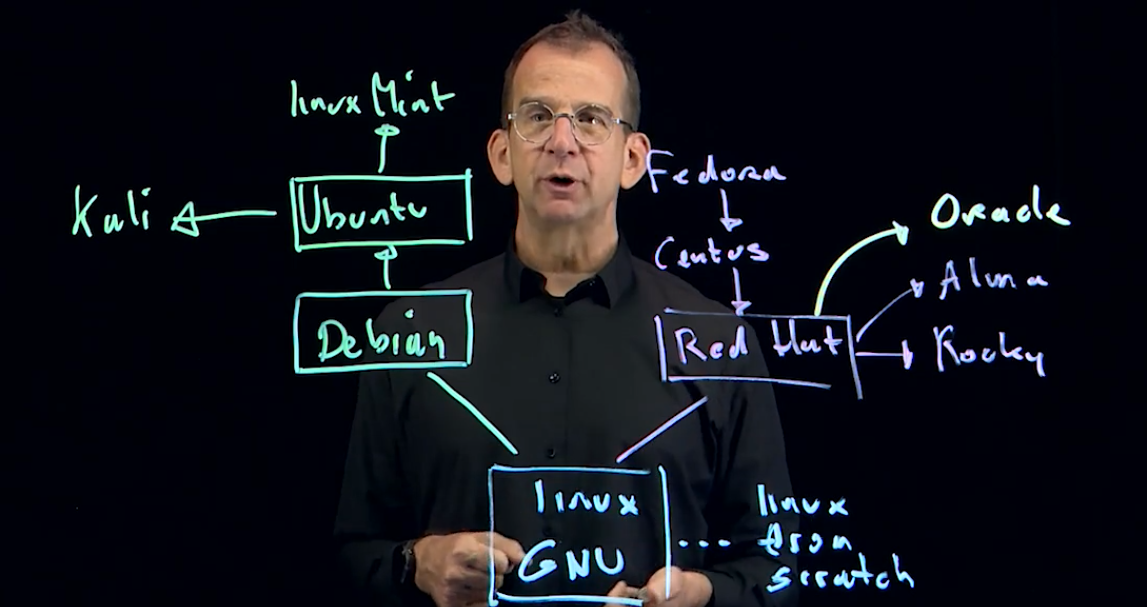 linux Mint
Kali
Ubuntu
Debian
Fedora
Centos
Red Hat
Oracle
Alma
Rocky
linux
GNU
...
linux
from
scratch